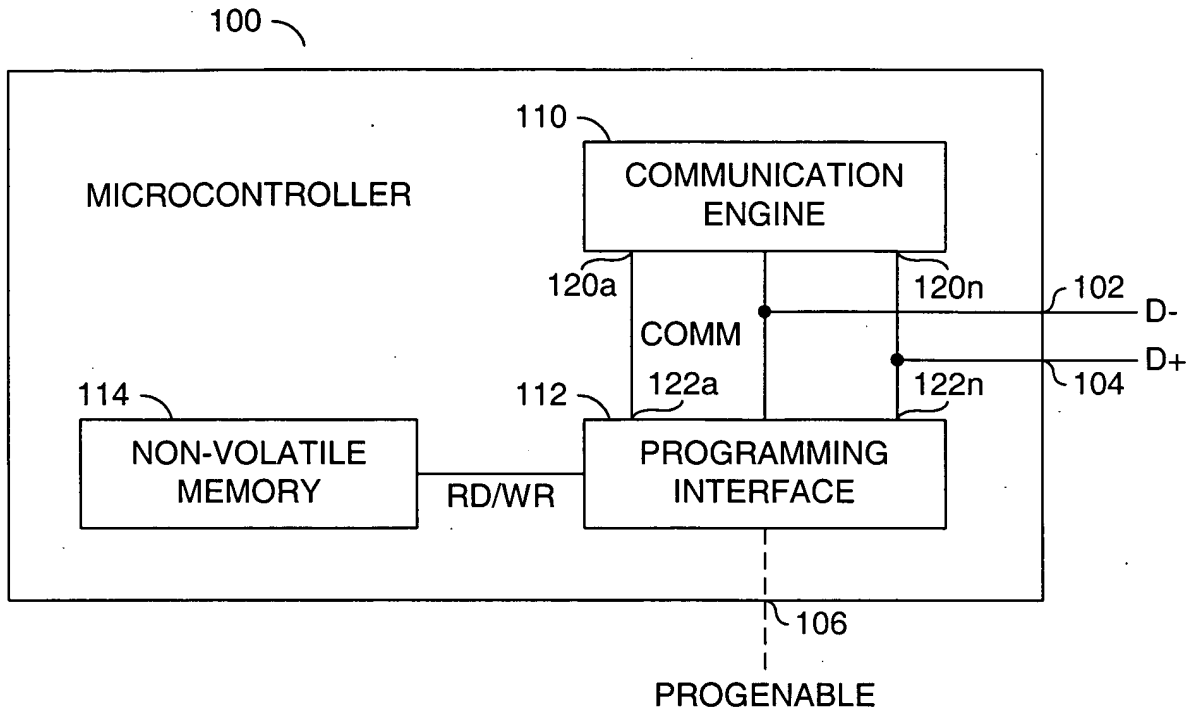 100
110
COMMUNICATION
ENGINE
MICROCONTROLLER
120a
120n
102
D-
COMM
D+
104
114
112
122a
122n
NON-VOLATILE
MEMORY
RD/WR
PROGRAMMING
INTERFACE
106
PROGENABLE